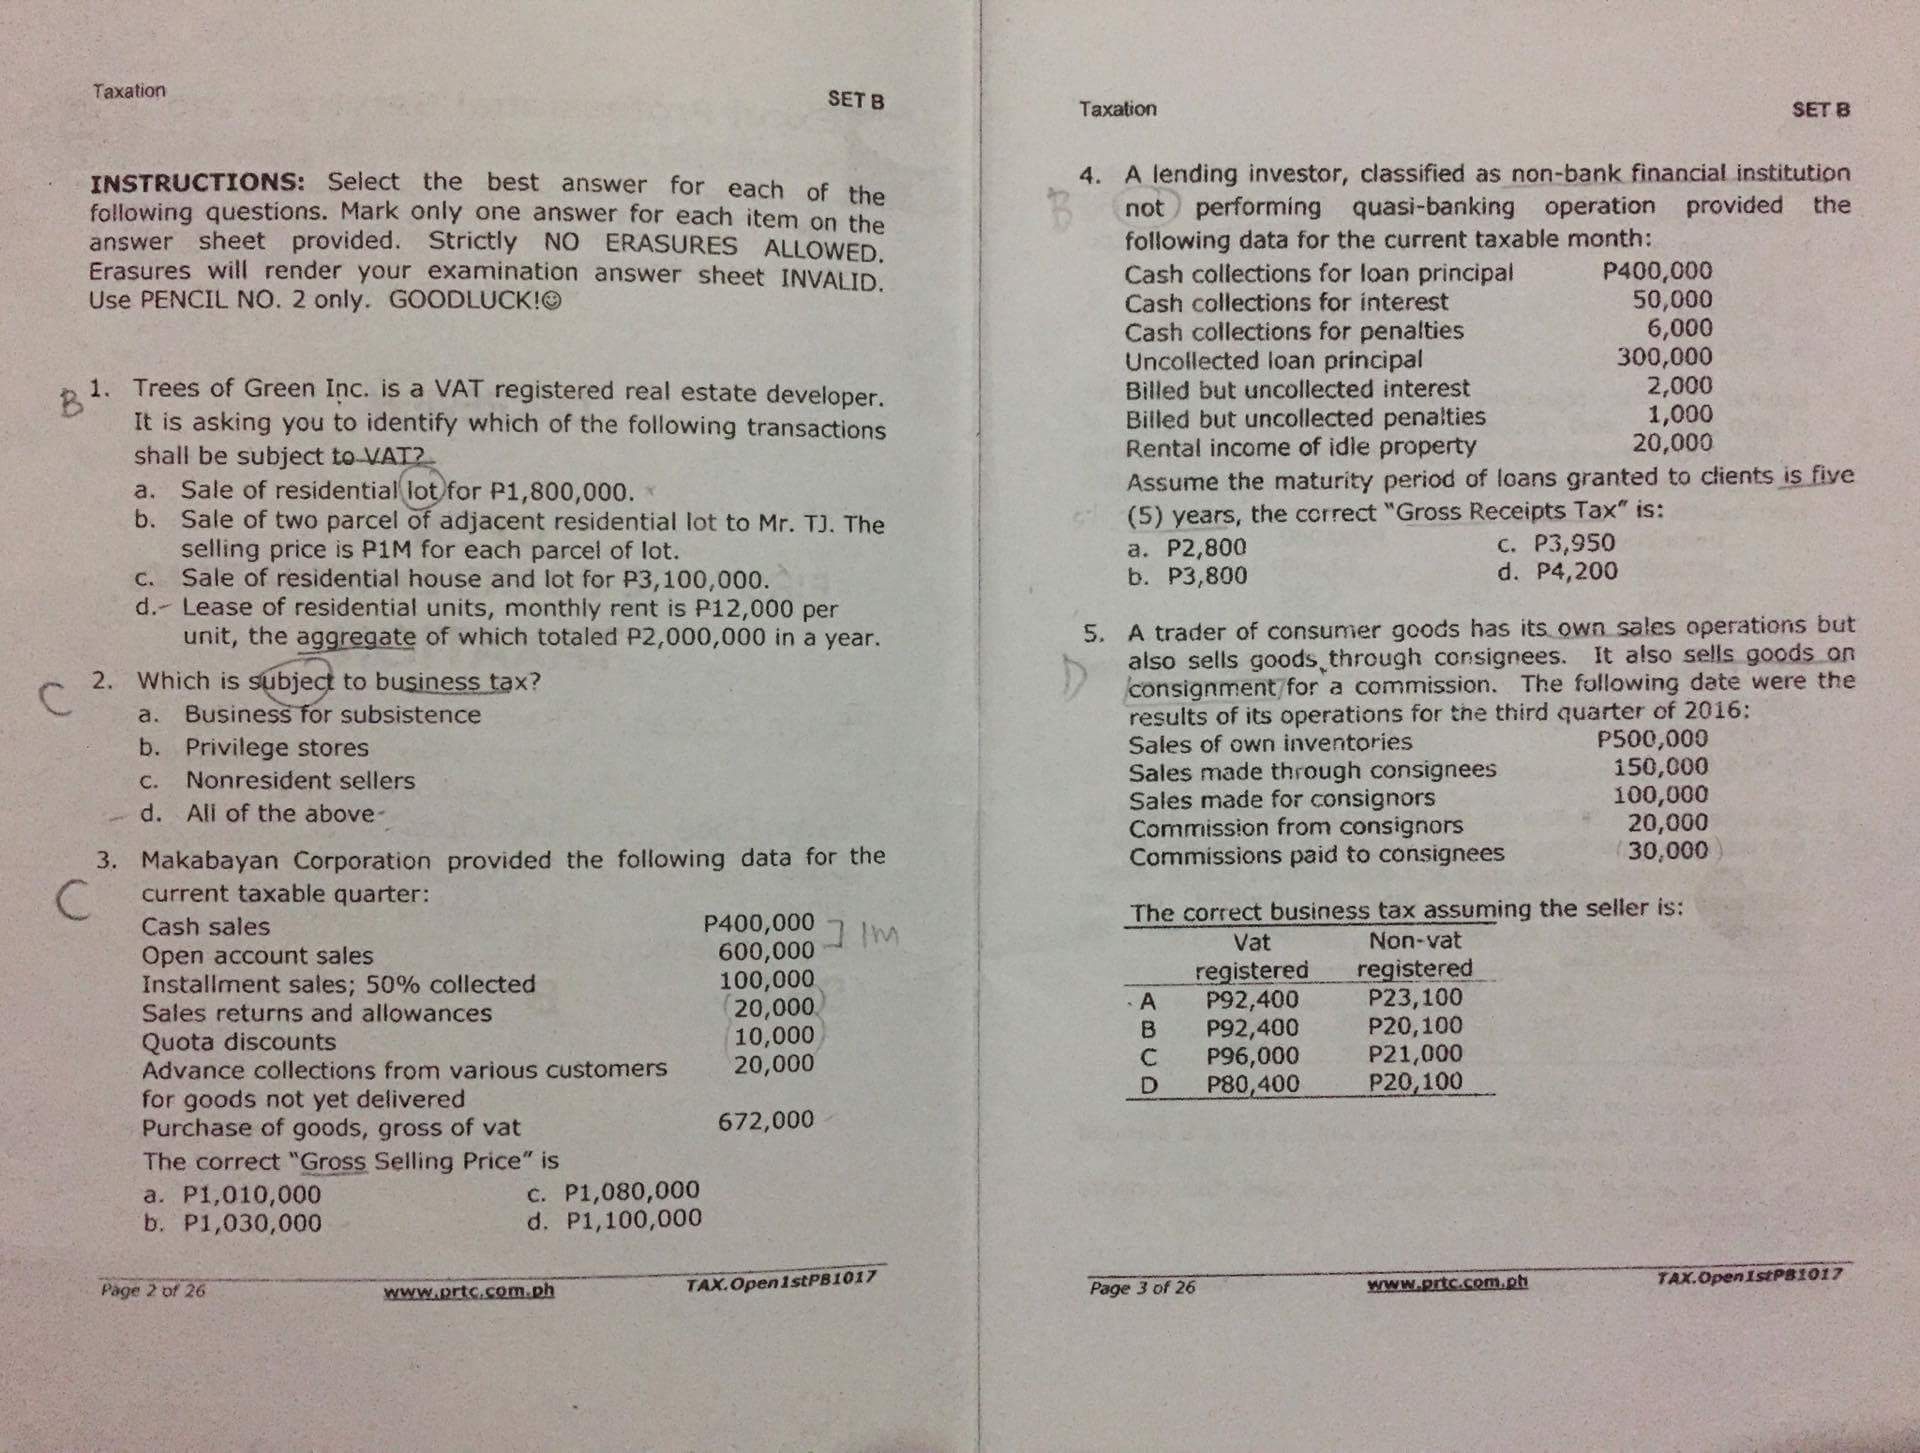 Taxation
SET B
INSTRUCTIONS: Select the best answer for each of the
following questions. Mark only one answer for each item on the
answer sheet provided. Strictly NO ERASURES ALLOWED.
Erasures will render your examination answer sheet INVALID.
Use PENCIL NO. 2 only. GOODLUCK!☺
B 1. Trees of Green Inc. is a VAT registered real estate developer.
It is asking you to identify which of the following transactions
shall be subject to VAT?
a. Sale of residential lot for ₱1,800,000.
b. Sale of two parcel of adjacent residential lot to Mr. TJ. The
selling price is ₱1M for each parcel of lot.
c. Sale of residential house and lot for ₱3,100,000.
d. Lease of residential units, monthly rent is ₱12,000 per
unit, the aggregate of which totaled ₱2,000,000 in a year.
C 2. Which is subject to business tax?
a. Business for subsistence
b. Privilege stores
c. Nonresident sellers
d. All of the above
C 3. Makabayan Corporation provided the following data for the
current taxable quarter:
Cash sales P400,000
Open account sales 600,000 ] 1M
Installment sales; 50% collected 100,000
Sales returns and allowances 20,000
Quota discounts 10,000
Advance collections from various customers 20,000
for goods not yet delivered
Purchase of goods, gross of vat 672,000
The correct "Gross Selling Price" is
a. P1,010,000 c. P1,080,000
b. P1,030,000 d. P1,100,000
Page 2 of 26 www.prtc.com.ph TAX.Open1stPB1017
Taxation
SET B
B 4. A lending investor, classified as non-bank financial institution
not performing quasi-banking operation provided the
following data for the current taxable month:
Cash collections for loan principal P400,000
Cash collections for interest 50,000
Cash collections for penalties 6,000
Uncollected loan principal 300,000
Billed but uncollected interest 2,000
Billed but uncollected penalties 1,000
Rental income of idle property 20,000
Assume the maturity period of loans granted to clients is five
(5) years, the correct "Gross Receipts Tax" is:
a. P2,800 c. P3,950
b. P3,800 d. P4,200
D 5. A trader of consumer goods has its own sales operations but
also sells goods through consignees. It also sells goods on
consignment for a commission. The following date were the
results of its operations for the third quarter of 2016:
Sales of own inventories P500,000
Sales made through consignees 150,000
Sales made for consignors 100,000
Commission from consignors 20,000
Commissions paid to consignees 30,000
The correct business tax assuming the seller is:
Vat Non-vat
registered registered
A P92,400 P23,100
B P92,400 P20,100
C P96,000 P21,000
D P80,400 P20,100
Page 3 of 26 www.prtc.com.ph TAX.Open1stPB1017